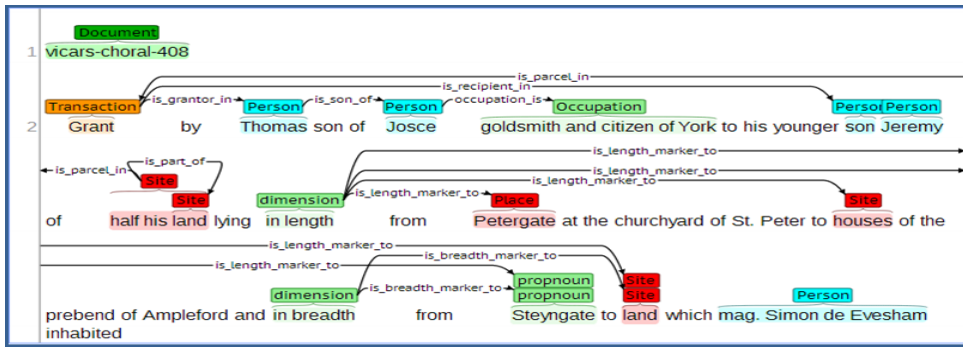 Document
1 vicars-choral-408
is_parcel_in
is_recipient_in
Transaction is_grantor_in Person is_son_of Person occupation_is Occupation Person Person
2 Grant by Thomas son of Josce goldsmith and citizen of York to his younger son Jeremy
is_length_marker_to
is_parcel_in is_part_of is_length_marker_to
Site is_length_marker_to
Site dimension is_length_marker_to Place Site
of half his land lying in length from Petergate at the churchyard of St. Peter to houses of the
is_length_marker_to
is_breadth_marker_to
is_length_marker_to
propnoun Site
dimension is_breadth_marker_to propnoun Site Person
prebend of Ampleford and in breadth from Steyngate to land which mag. Simon de Evesham
inhabited